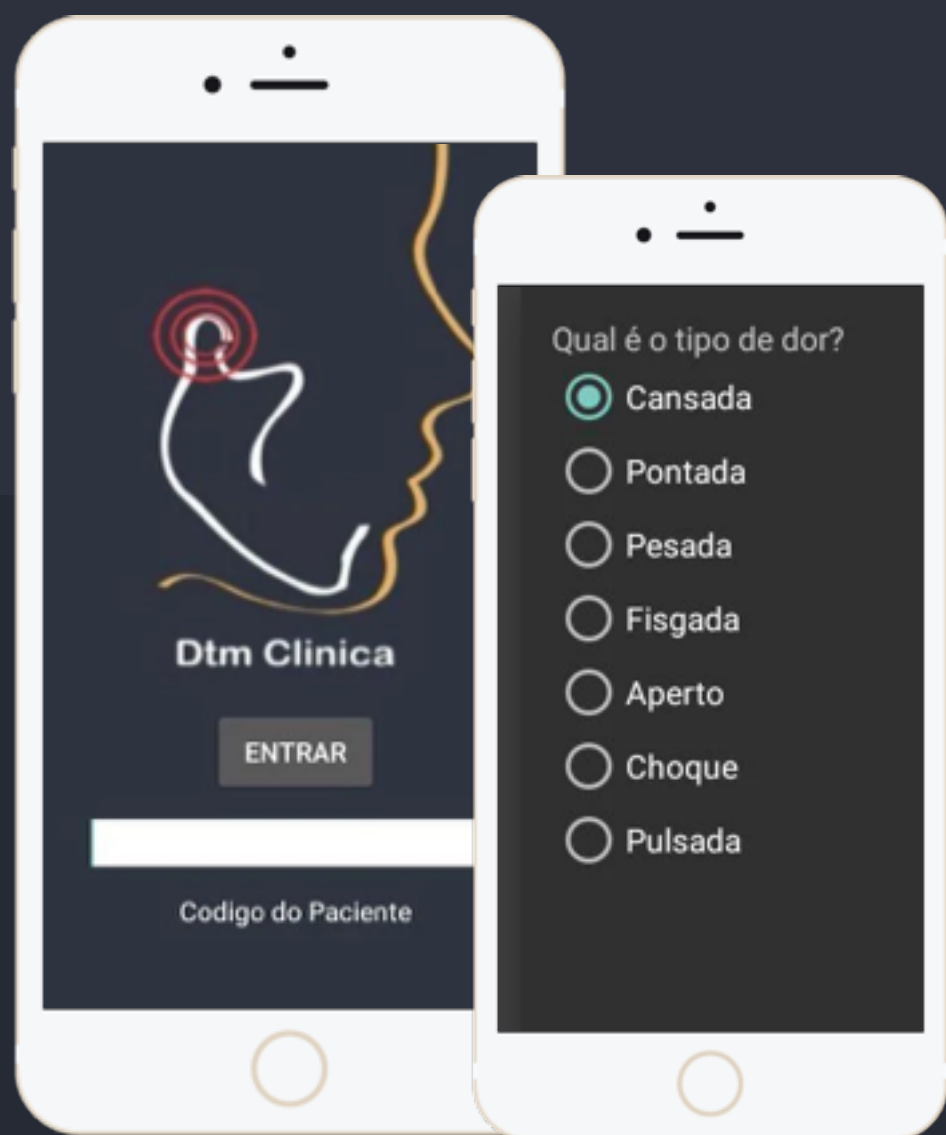 Dtm Clinica
ENTRAR
Codigo do Paciente
Qual é o tipo de dor?
Cansada
Pontada
Pesada
Fisgada
Aperto
Choque
Pulsada